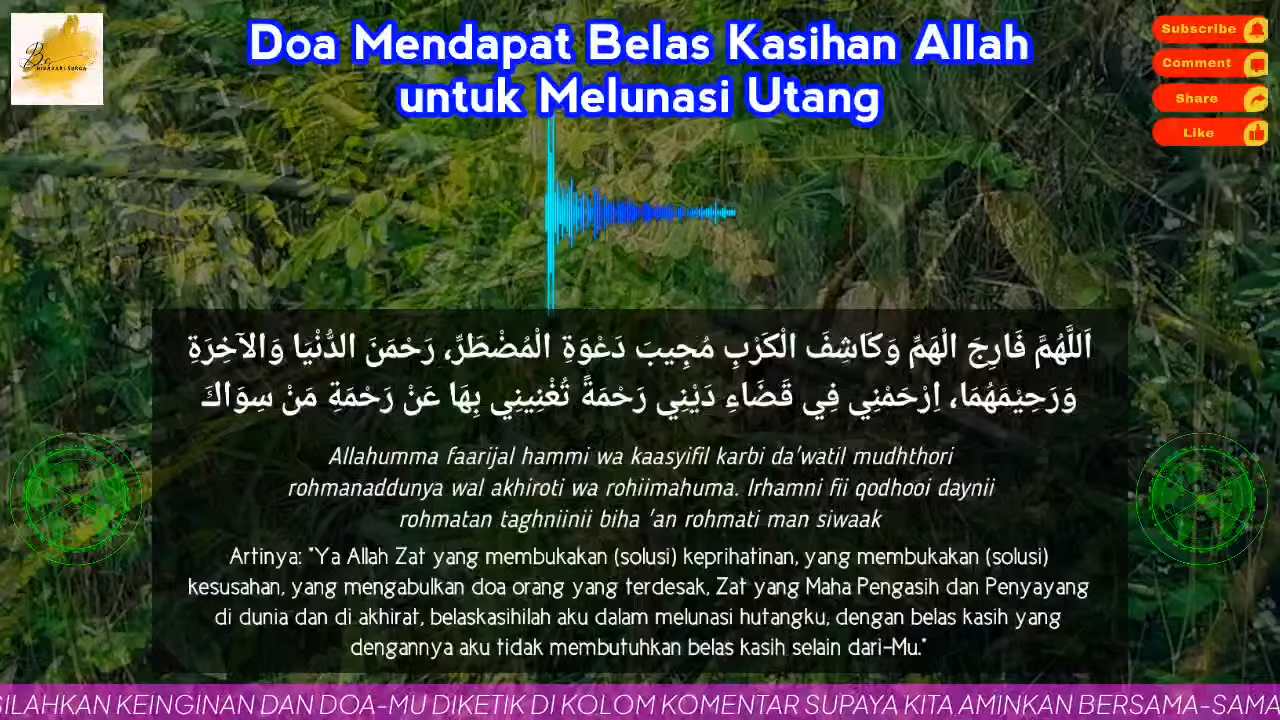 Doa Mendapat Belas Kasihan Allah
untuk Melunasi Utang
Subscribe
Comment
Share
Like
اَللَّهُمَّ فَارِجَ الْهَمِّ وَكَاشِفَ الْكَرْبِ مُجِيبَ دَعْوَةِ الْمُضْطَرِّ، رَحْمَنَ الدُّنْيَا وَالآخِرَةِ
وَرَحِيْمَهُمَا، اِرْحَمْنِي فِي قَضَاءِ دَيْنِي رَحْمَةً تُغْنِينِي بِهَا عَنْ رَحْمَةِ مَنْ سِوَاكَ
Allahumma faarijal hammi wa kaasyifil karbi da'watil mudhthori
rohmanaddunya wal akhiroti wa rohiimahuma. Irhamni fii qodhooi daynii
rohmatan taghniinii biha 'an rohmati man siwaak
Artinya: "Ya Allah Zat yang membukakan (solusi) keprihatinan, yang membukakan (solusi)
kesusahan, yang mengabulkan doa orang yang terdesak, Zat yang Maha Pengasih dan Penyayang
di dunia dan di akhirat, belaskasihilah aku dalam melunasi hutangku, dengan belas kasih yang
dengannya aku tidak membutuhkan belas kasih selain dari-Mu."
SILAHKAN KEINGINAN DAN DOA-MU DIKETIK DI KOLOM KOMENTAR SUPAYA KITA AMINKAN BERSAMA-SAMA